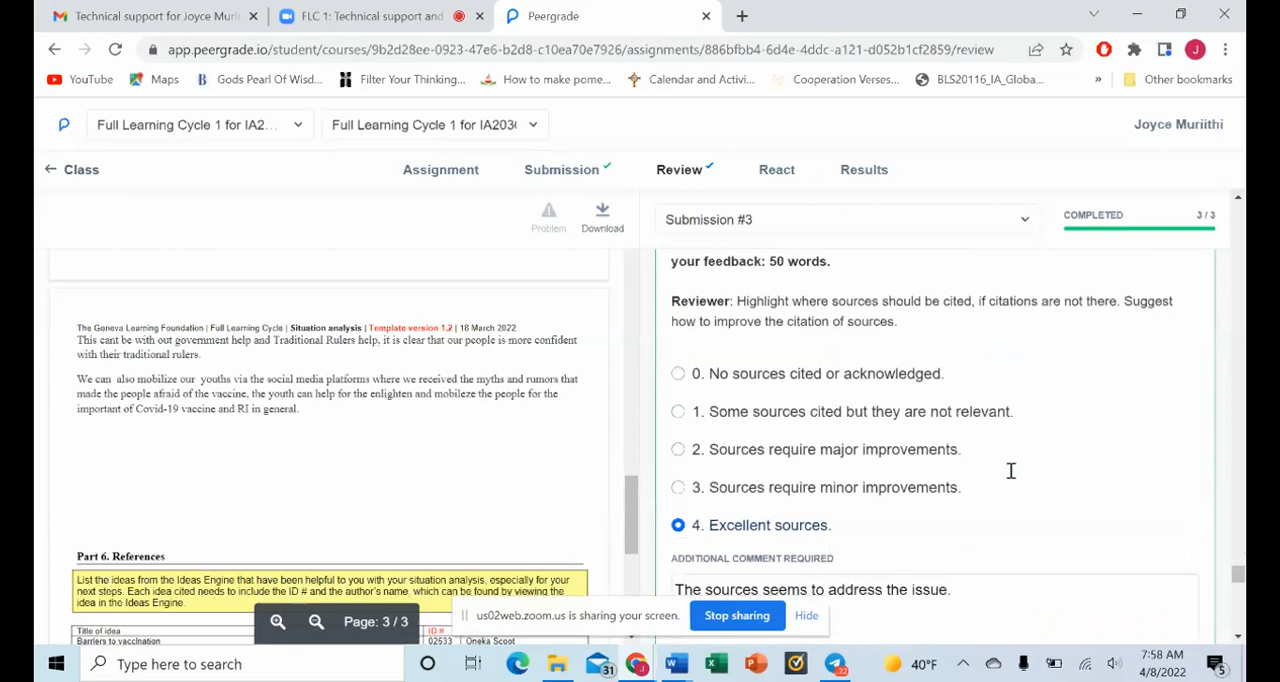 Technical support for Joyce Murii
FLC 1: Technical support and
Peergrade
app.peergrade.io/student/courses/9b2d28ee-0923-47e6-b2d8-c10ea70e7926/assignments/886bfbb4-6d4e-4ddc-a121-d052b1cf2859/review
YouTube
Maps
Gods Pearl Of Wisd...
Filter Your Thinking,...
How to make pome...
Calendar and Activi...
Cooperation Verses...
BLS20116_IA_Globa...
»
Other bookmarks
Full Learning Cycle 1 for IA2...
Full Learning Cycle 1 for IA203(
Joyce Muriithi
Class
Assignment
Submission
Review
React
Results
Problem
Download
Submission #3
COMPLETED 3/3
The Geneva Learning Foundation | Full Learning Cycle | Situation analysis | Template version 1.2 | 18 March 2022
This cant be with out government help and Traditional Rulers help, it is clear that our people is more confident
with their traditional rulers.
We can also mobilize our youths via the social media platforms where we received the myths and rumors that
made the people afraid of the vaccine, the youth can help for the enlighten and mobileze the people for the
important of Covid-19 vaccine and RI in general.
Part 6. References
List the ideas from the Ideas Engine that have been helpful to you with your situation analysis, especially for your
next steps. Each idea cited needs to include the ID # and the author's name, which can be found by viewing the
idea in the Ideas Engine.
Title of idea ID #
Barriers to vaccination 02533 Oneka Scoot
Page: 3 / 3
your feedback: 50 words.
Reviewer: Highlight where sources should be cited, if citations are not there. Suggest
how to improve the citation of sources.
0. No sources cited or acknowledged.
1. Some sources cited but they are not relevant.
2. Sources require major improvements.
3. Sources require minor improvements.
4. Excellent sources.
ADDITIONAL COMMENT REQUIRED
The sources seems to address the issue.
us02web.zoom.us is sharing your screen.
Stop sharing
Hide
Type here to search
31
22
40°F
7:58 AM
4/8/2022
5